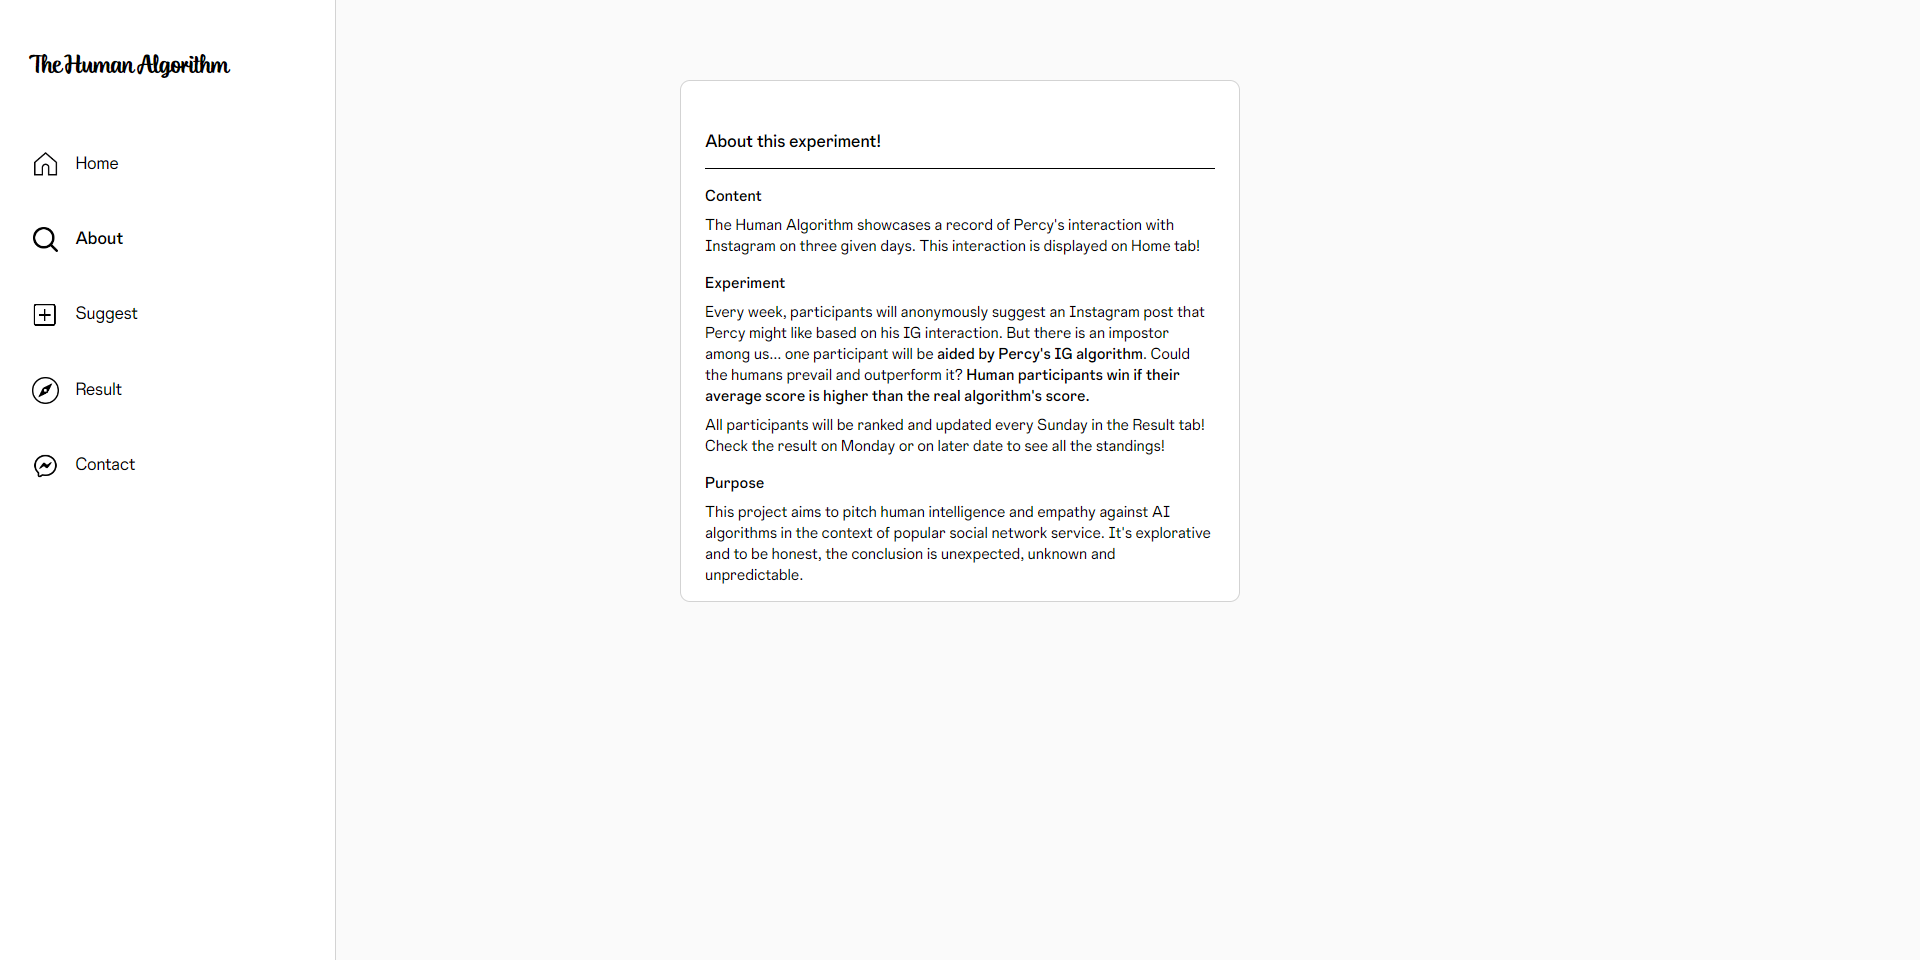 The Human Algorithm
Home
About
Suggest
Result
Contact
About this experiment!
Content
The Human Algorithm showcases a record of Percy's interaction with
Instagram on three given days. This interaction is displayed on Home tab!
Experiment
Every week, participants will anonymously suggest an Instagram post that
Percy might like based on his IG interaction. But there is an impostor
among us... one participant will be aided by Percy's IG algorithm. Could
the humans prevail and outperform it? Human participants win if their
average score is higher than the real algorithm's score.
All participants will be ranked and updated every Sunday in the Result tab!
Check the result on Monday or on later date to see all the standings!
Purpose
This project aims to pitch human intelligence and empathy against AI
algorithms in the context of popular social network service. It's explorative
and to be honest, the conclusion is unexpected, unknown and
unpredictable.